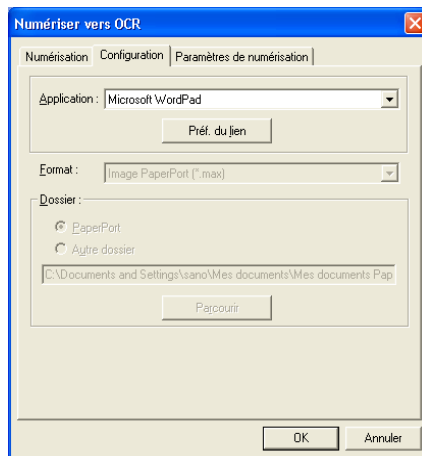 Numériser vers OCR
Numérisation Configuration Paramètres de numérisation
Application : Microsoft WordPad
Préf. du lien
Format : Image PaperPort (*.max)
Dossier :
PaperPort
Autre dossier
C:\Documents and Settings\sano\Mes documents\Mes documents Pap
Parcourir
OK Annuler